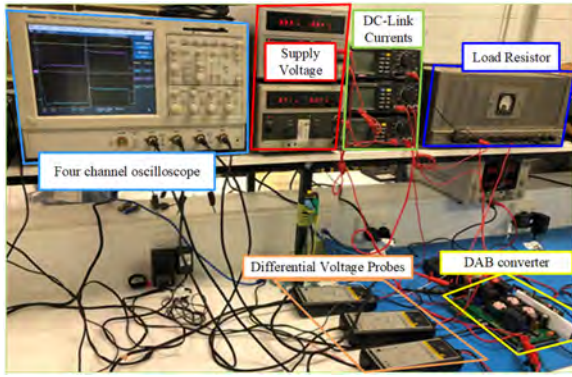 DC-Link
Currents
Supply
Voltage
Load Resistor
Four channel oscilloscope
Differential Voltage Probes
DAB converter